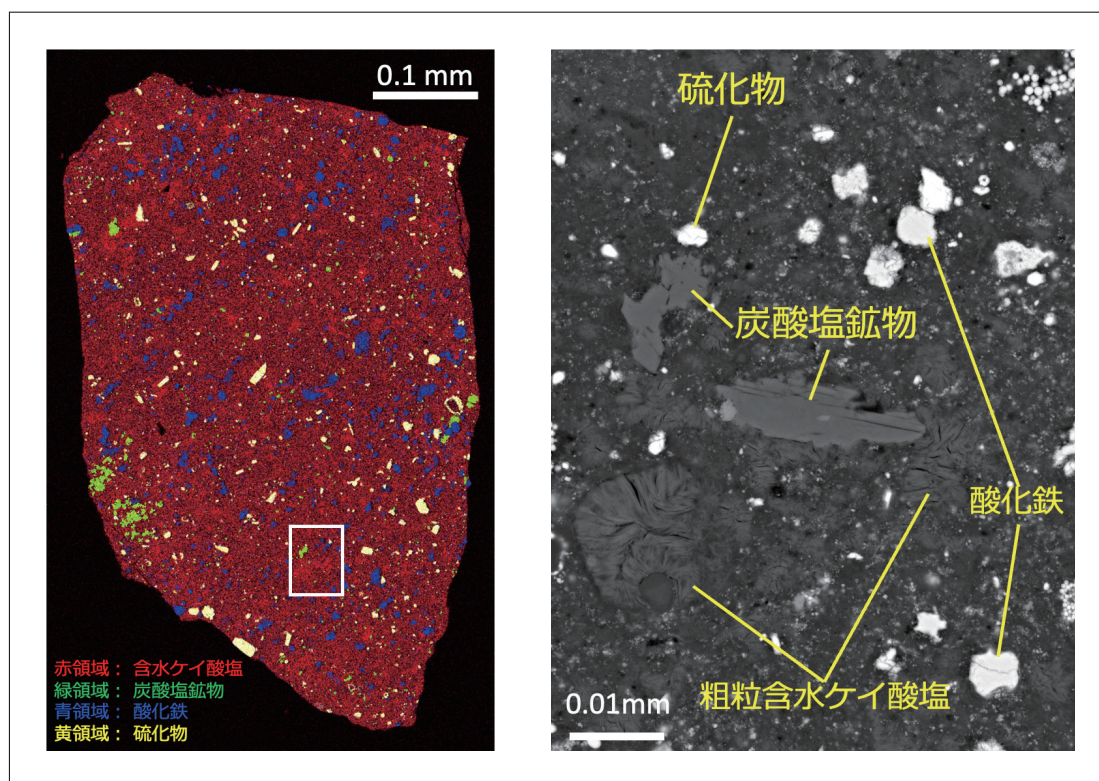 0.1 mm
赤領域： 含水ケイ酸塩
緑領域： 炭酸塩鉱物
青領域： 酸化鉄
黄領域： 硫化物
硫化物
炭酸塩鉱物
酸化鉄
粗粒含水ケイ酸塩
0.01mm